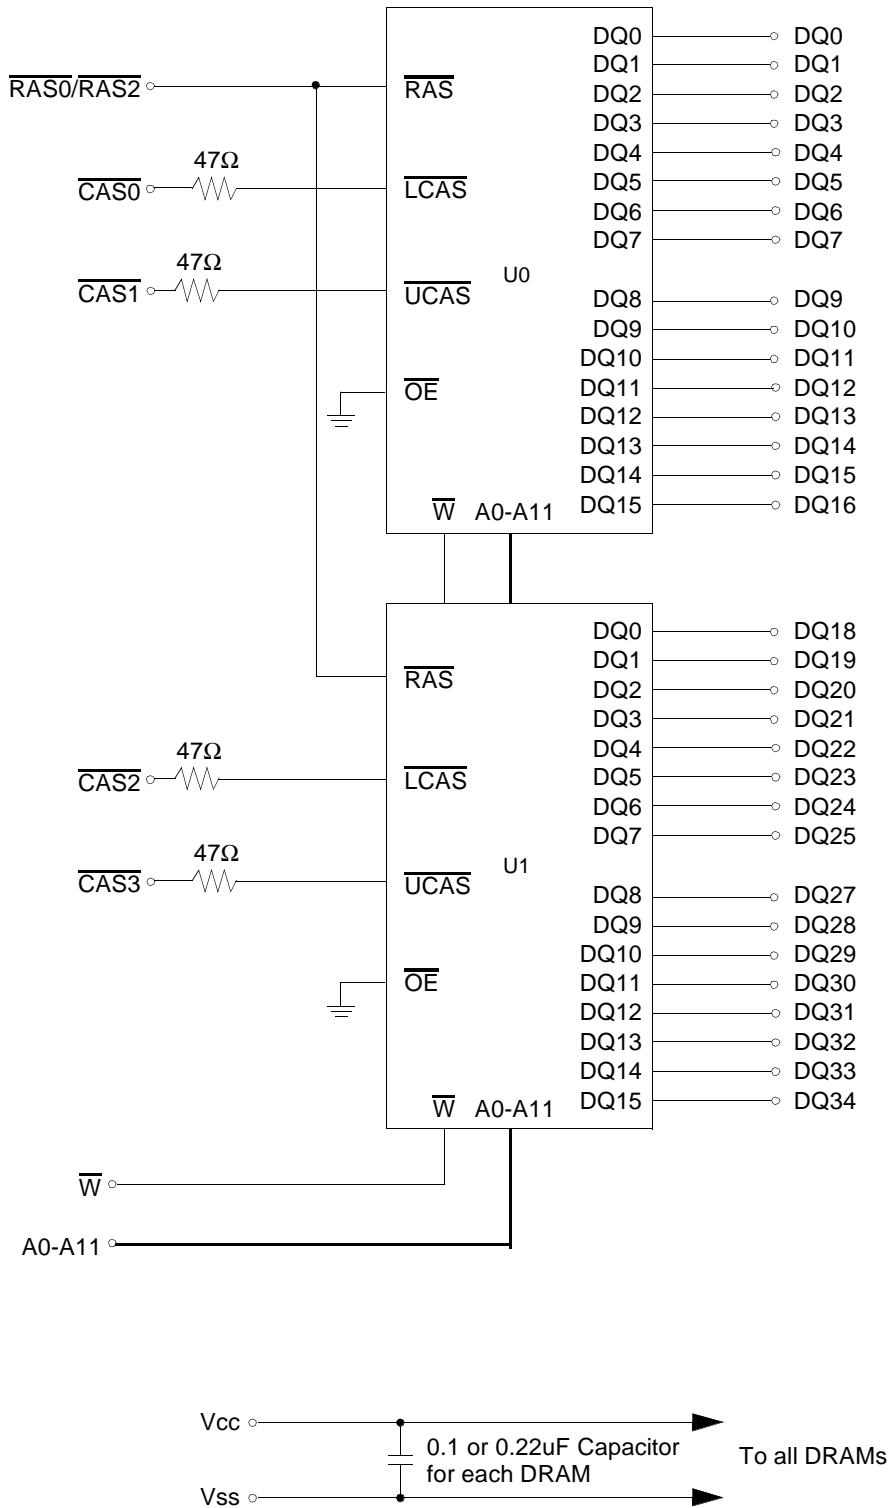 DQ0 DQ0
DQ1 DQ1
RAS0/RAS2 RAS DQ2 DQ2
DQ3 DQ3
47Ω DQ4 DQ4
CAS0 LCAS DQ5 DQ5
DQ6 DQ6
DQ7 DQ7
47Ω U0
CAS1 UCAS DQ8 DQ9
DQ9 DQ10
DQ10 DQ11
OE DQ11 DQ12
DQ12 DQ13
DQ13 DQ14
DQ14 DQ15
W A0-A11 DQ15 DQ16
DQ0 DQ18
DQ1 DQ19
RAS DQ2 DQ20
DQ3 DQ21
47Ω DQ4 DQ22
CAS2 LCAS DQ5 DQ23
DQ6 DQ24
DQ7 DQ25
47Ω U1
CAS3 UCAS DQ8 DQ27
DQ9 DQ28
DQ10 DQ29
OE DQ11 DQ30
DQ12 DQ31
DQ13 DQ32
DQ14 DQ33
W A0-A11 DQ15 DQ34
W
A0-A11
Vcc
0.1 or 0.22uF Capacitor
for each DRAM
To all DRAMs
Vss